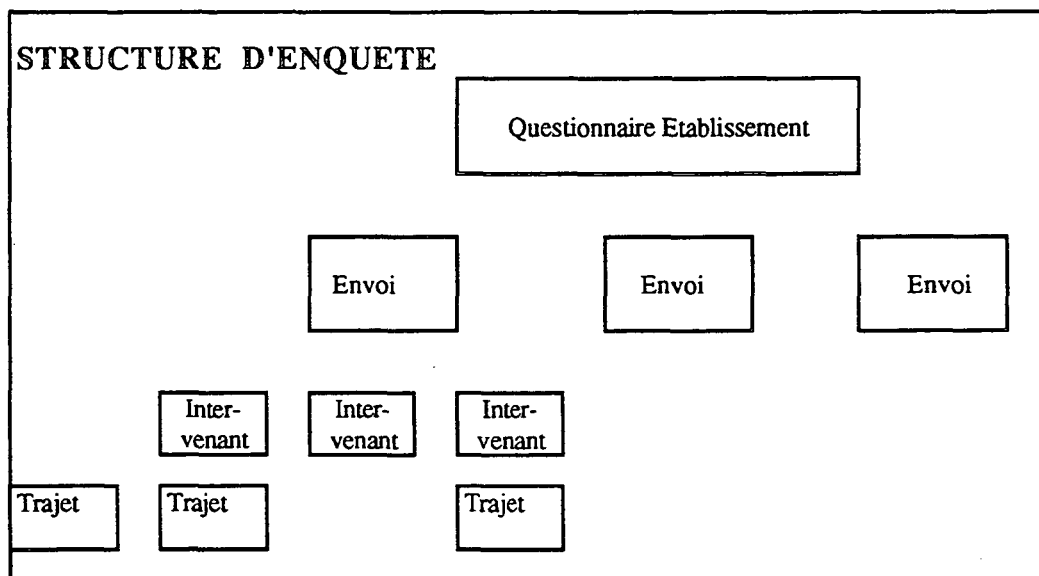 STRUCTURE D'ENQUETE
Questionnaire Etablissement
Envoi
Envoi
Envoi
Inter-
venant
Inter-
venant
Inter-
venant
Trajet
Trajet
Trajet